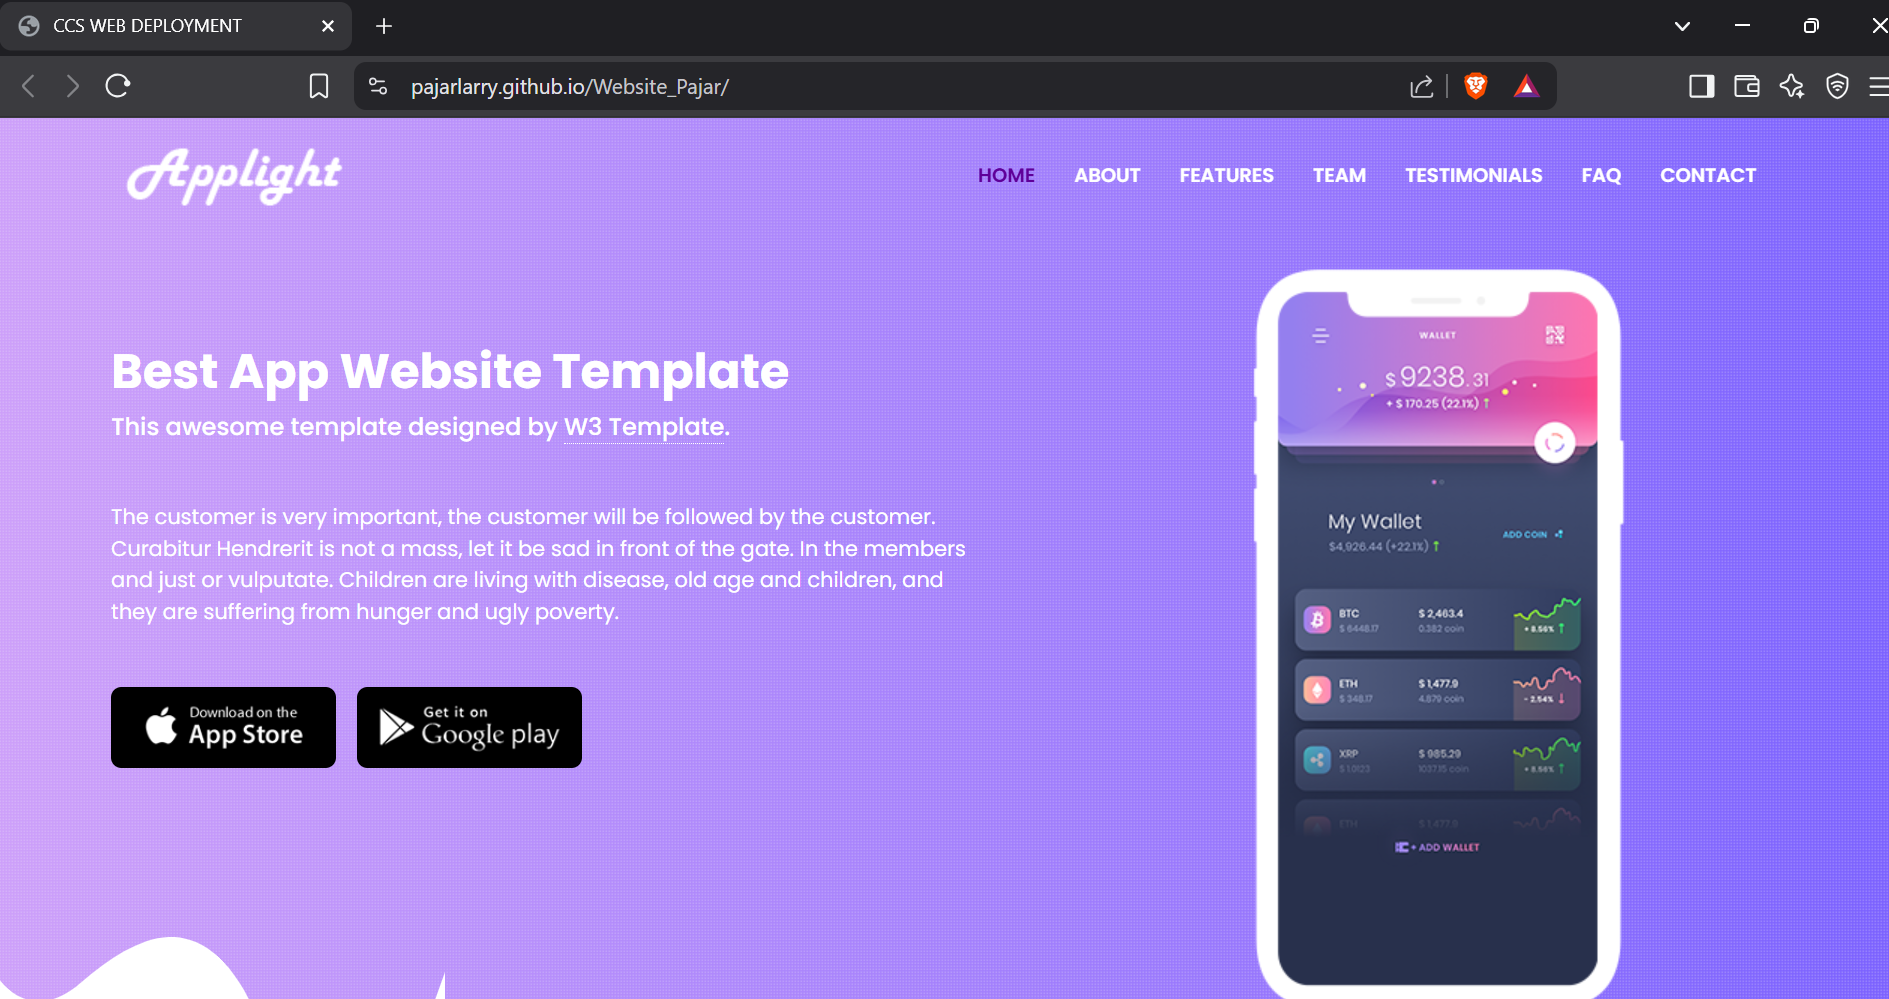 CCS WEB DEPLOYMENT
pajarlarry.github.io/Website_Pajar/
Applight
HOME ABOUT FEATURES TEAM TESTIMONIALS FAQ CONTACT
Best App Website Template
This awesome template designed by W3 Template.
The customer is very important, the customer will be followed by the customer.
Curabitur Hendrerit is not a mass, let it be sad in front of the gate. In the members
and just or vulputate. Children are living with disease, old age and children, and
they are suffering from hunger and ugly poverty.
Download on the
App Store
Get it on
Google play
WALLET
$ 9238.31
+ $ 170.25 (22.1%) ↑
My Wallet
$4,926.44 (+22.1%) ↑
ADD COIN
BTC $ 2,463.4
$ 6448.17 0.382 coin + 8.56% ↑
ETH $ 1,477.9
$ 348.17 4.879 coin - 2.54% ↓
XRP $ 985.29
$ 1.0123 1037.15 coin + 8.56% ↑
ETH $ 1,477.9
+ ADD WALLET